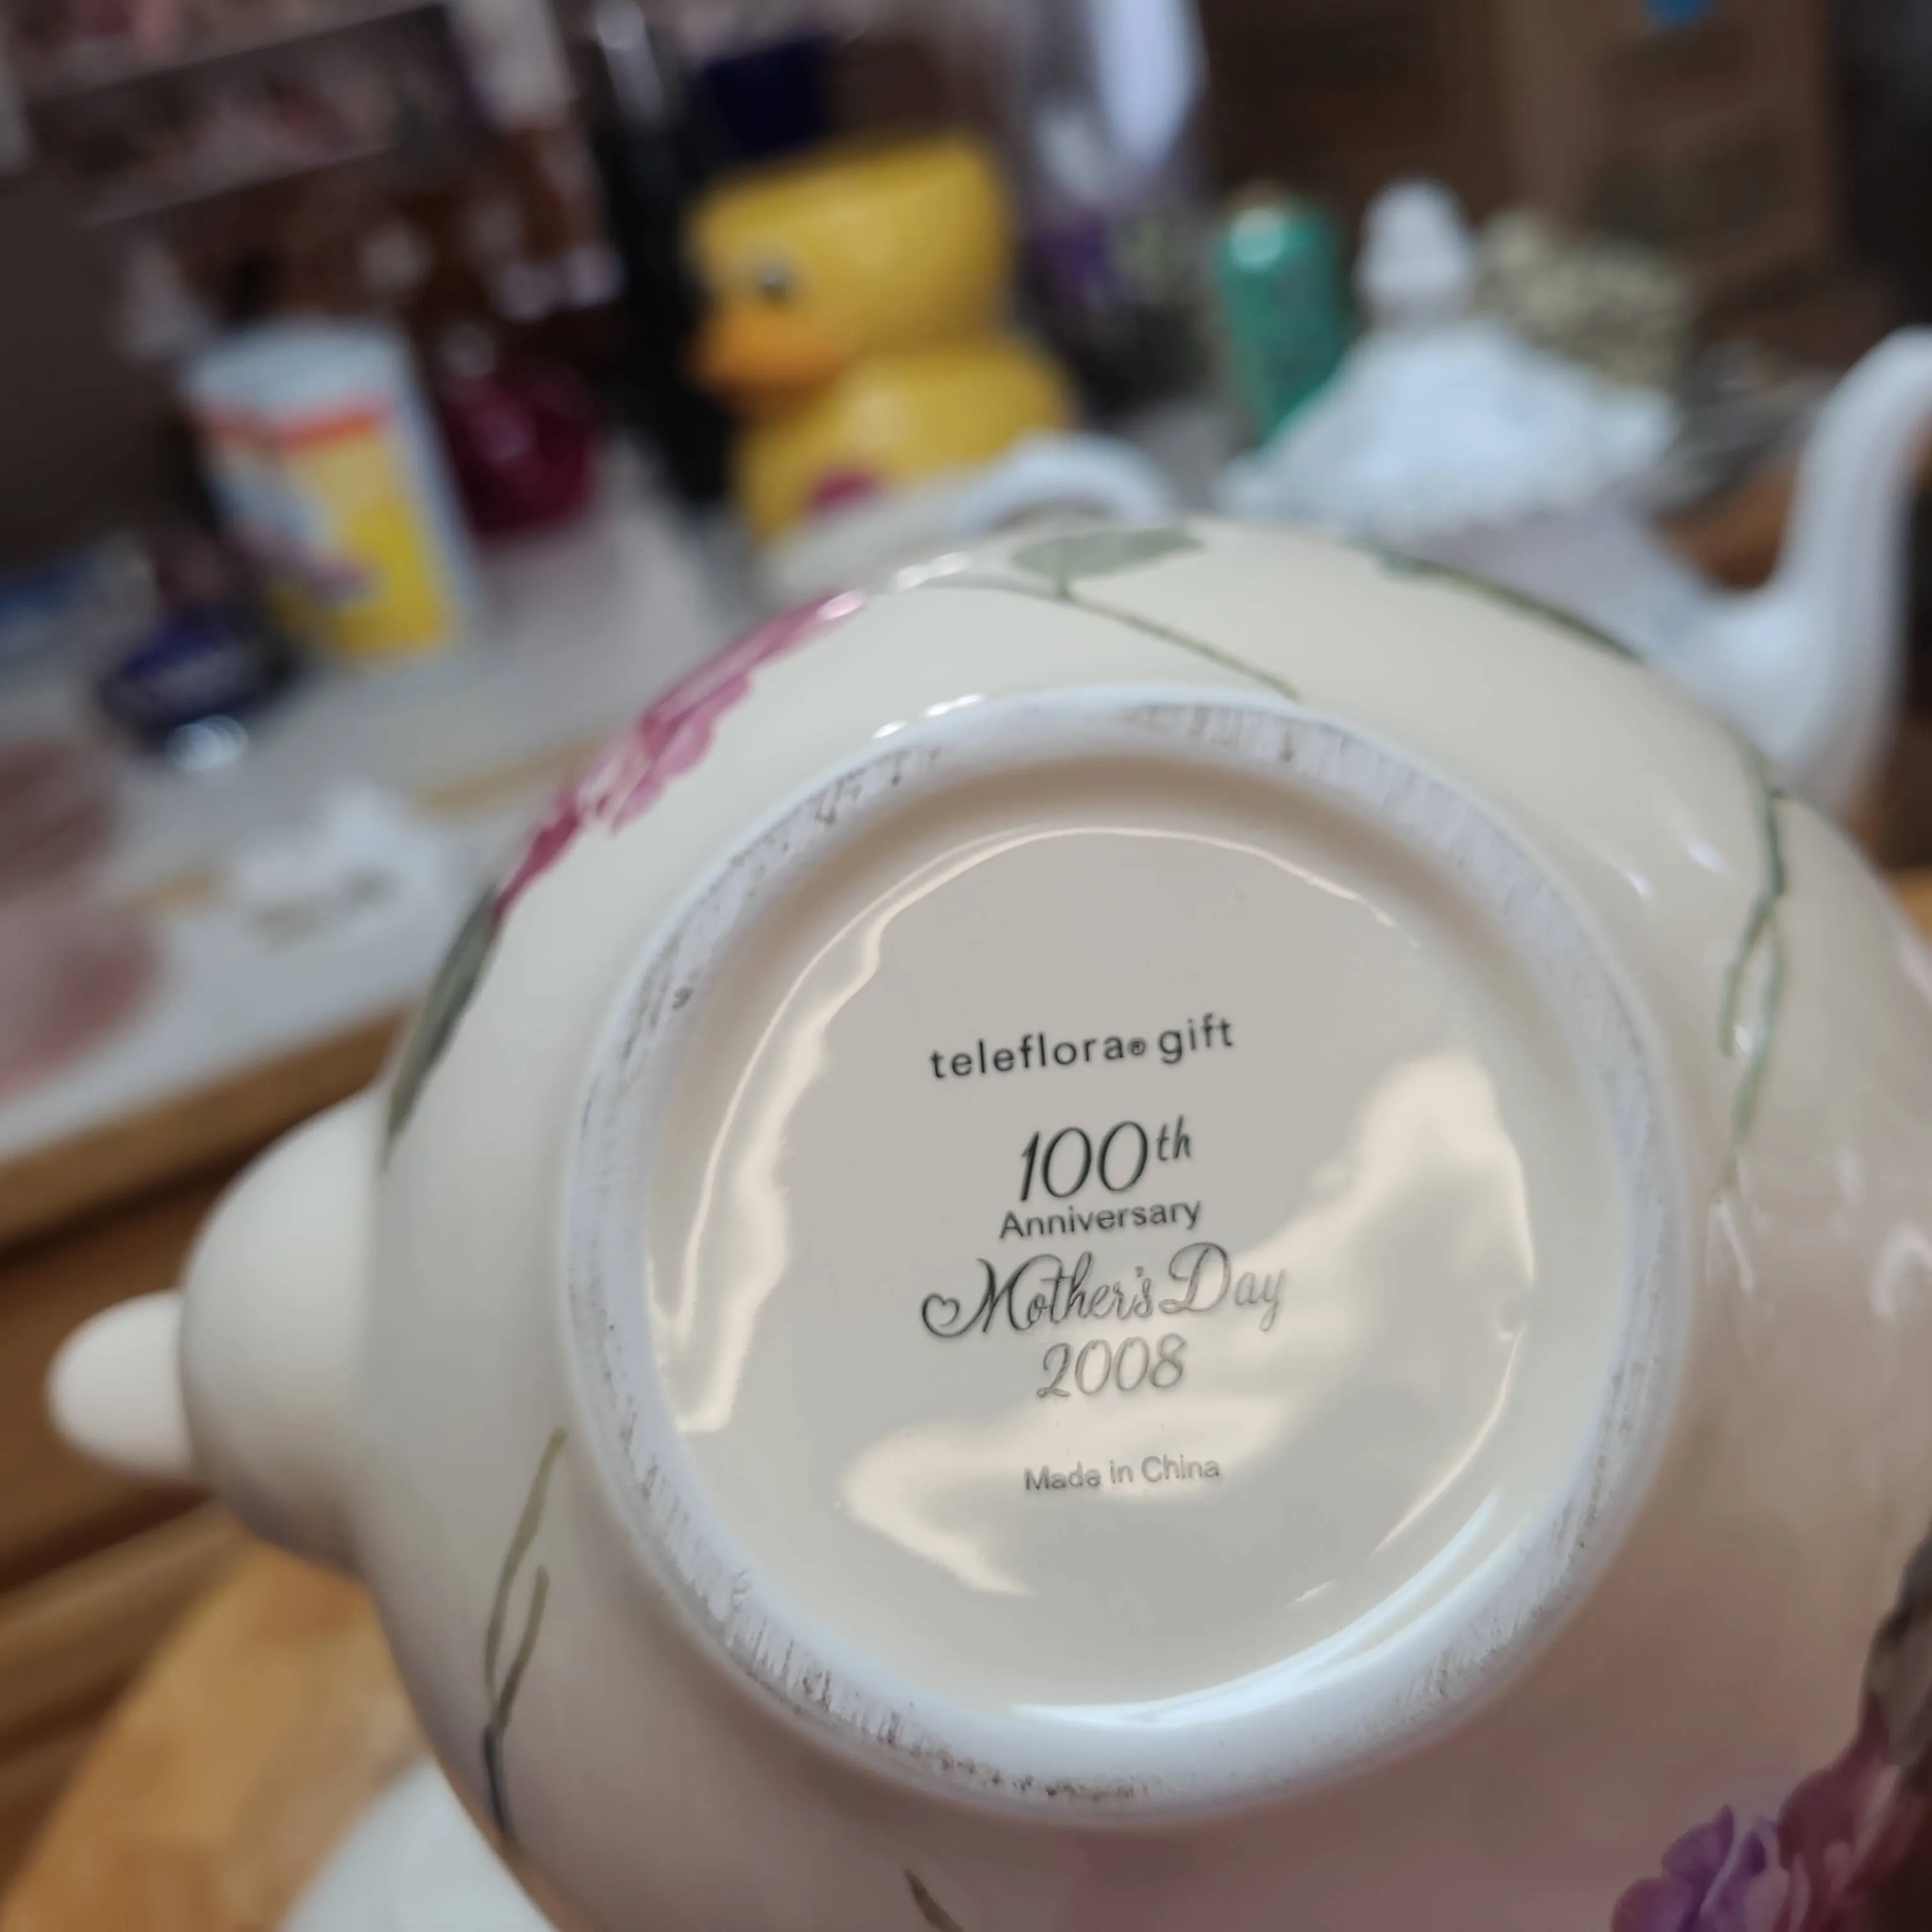 teleflora® gift
100th
Anniversary
Mother's Day
2008
Made in China